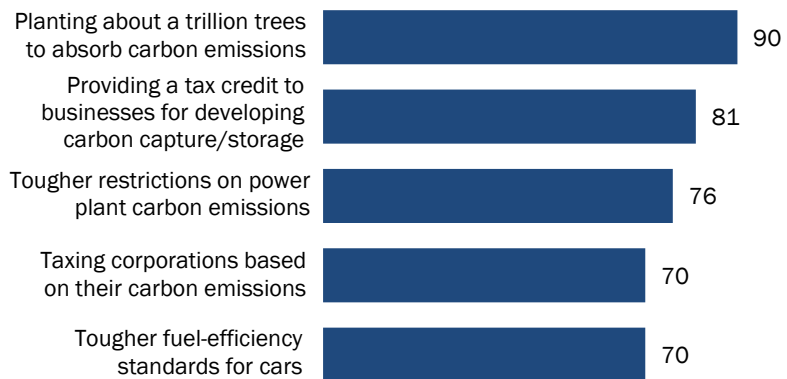 Planting about a trillion trees
to absorb carbon emissions
90
Providing a tax credit to
businesses for developing
carbon capture/storage
81
Tougher restrictions on power
plant carbon emissions
76
Taxing corporations based
on their carbon emissions
70
Tougher fuel-efficiency
standards for cars
70